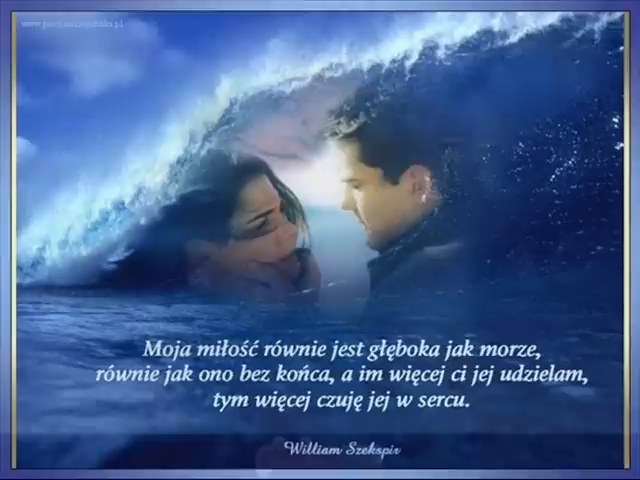 Moja miłość równie jest głęboka jak morze,
równie jak ono bez końca, a im więcej ci jej udzielam,
tym więcej czuję jej w sercu.
William Szekspir